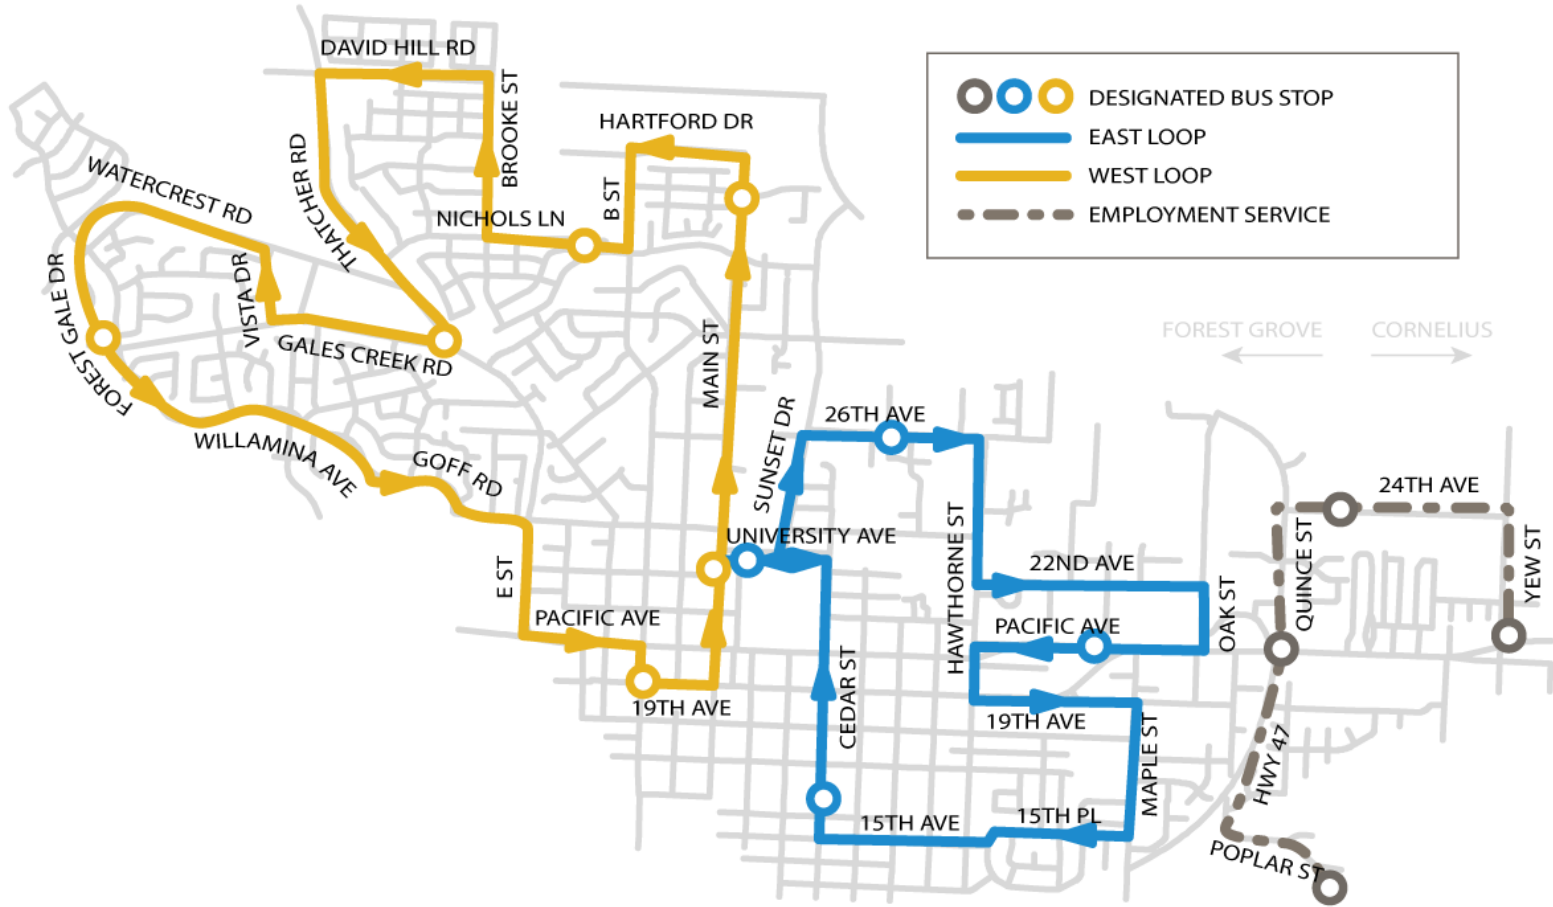 DAVID HILL RD
BROOKE ST
HARTFORD DR
THATCHER RD
WATERCREST RD
B ST
NICHOLS LN
VISTA DR
FOREST GALE DR
GALES CREEK RD
MAIN ST
WILLAMINA AVE
GOFF RD
SUNSET DR
26TH AVE
UNIVERSITY AVE
HAWTHORNE ST
22ND AVE
E ST
PACIFIC AVE
PACIFIC AVE
OAK ST
19TH AVE
CEDAR ST
19TH AVE
MAPLE ST
15TH AVE
15TH PL
DESIGNATED BUS STOP
EAST LOOP
WEST LOOP
EMPLOYMENT SERVICE
FOREST GROVE
CORNELIUS
24TH AVE
QUINCE ST
YEW ST
HWY 47
POPLAR ST